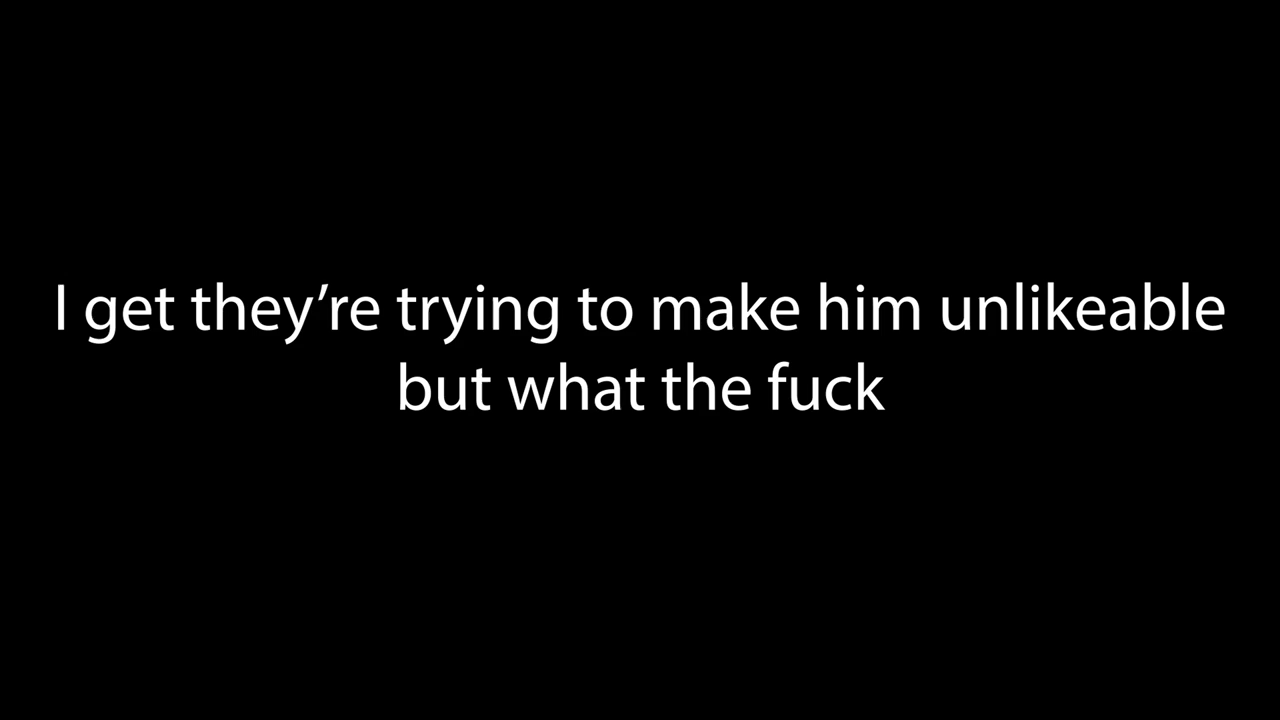 I get they’re trying to make him unlikeable
but what the fuck